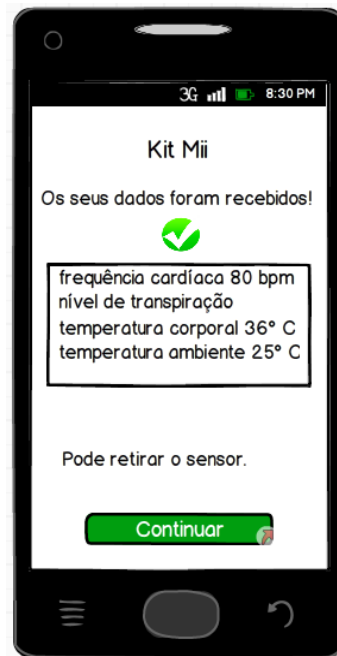 3G 8:30 PM
Kit Mii
Os seus dados foram recebidos!
frequência cardíaca 80 bpm
nível de transpiração
temperatura corporal 36° C
temperatura ambiente 25° C
Pode retirar o sensor.
Continuar